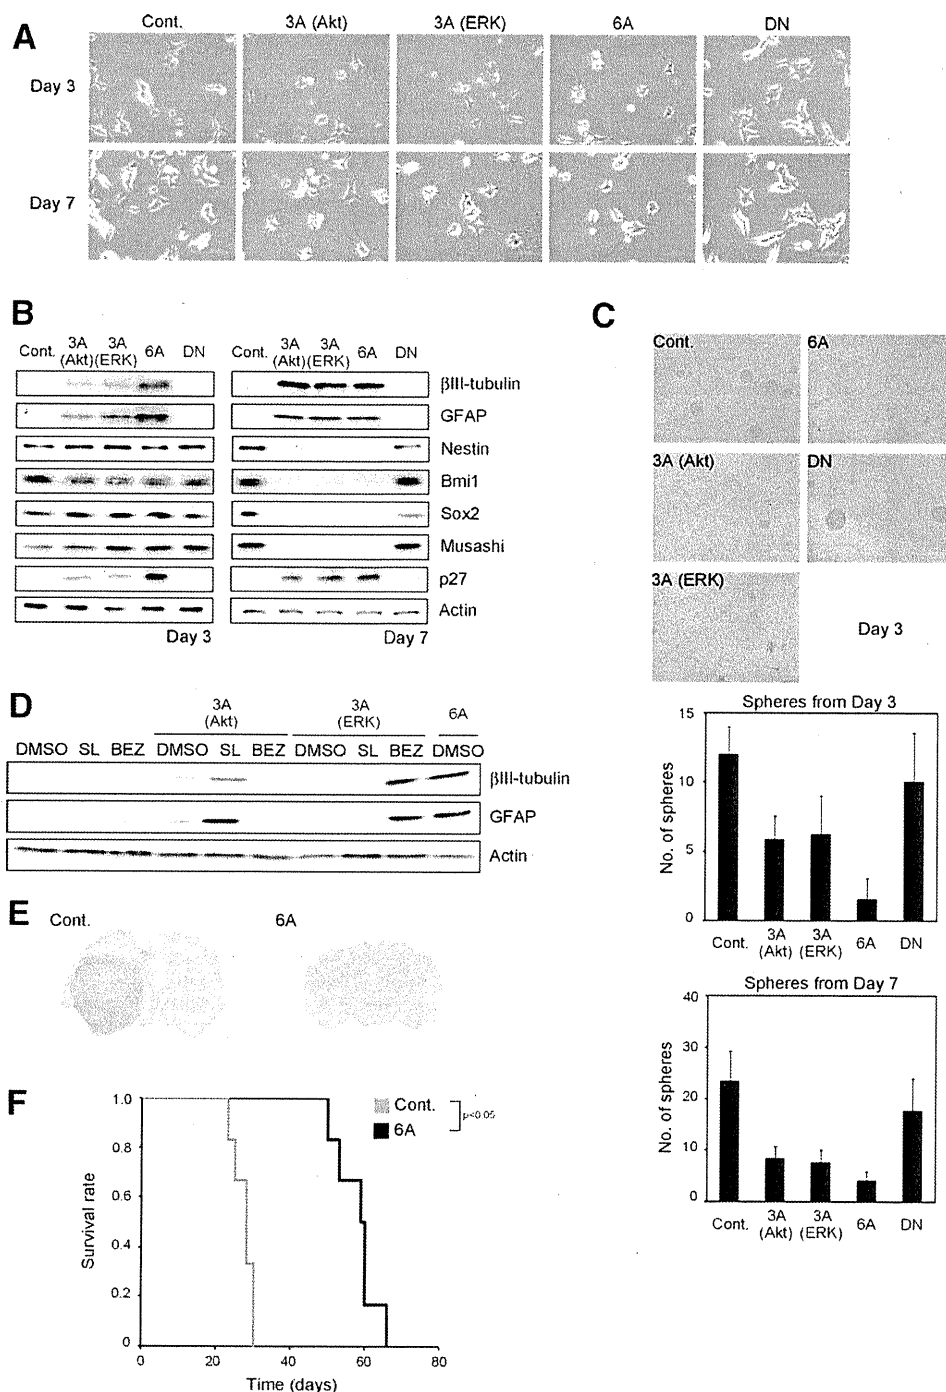 A
Cont. 3A (Akt) 3A (ERK) 6A DN
Day 3
Day 7
B
Cont. 3A (Akt) 3A (ERK) 6A DN
Cont. 3A (Akt) 3A (ERK) 6A DN
βIII-tubulin
GFAP
Nestin
Bmi1
Sox2
Musashi
p27
Actin
Day 3
Day 7
C
Cont.
6A
3A (Akt)
DN
3A (ERK)
Day 3
Spheres from Day 3
No. of spheres
15
10
5
0
Cont. 3A (Akt) 3A (ERK) 6A DN
Spheres from Day 7
No. of spheres
40
30
20
10
0
Cont. 3A (Akt) 3A (ERK) 6A DN
D
3A (Akt) 3A (ERK) 6A
DMSO SL BEZ DMSO SL BEZ DMSO SL BEZ DMSO
βIII-tubulin
GFAP
Actin
E
Cont.
6A
F
Survival rate
1.0
0.8
0.6
0.4
0.2
0
0 20 40 60 80
Time (days)
Cont.
6A
p<0.05